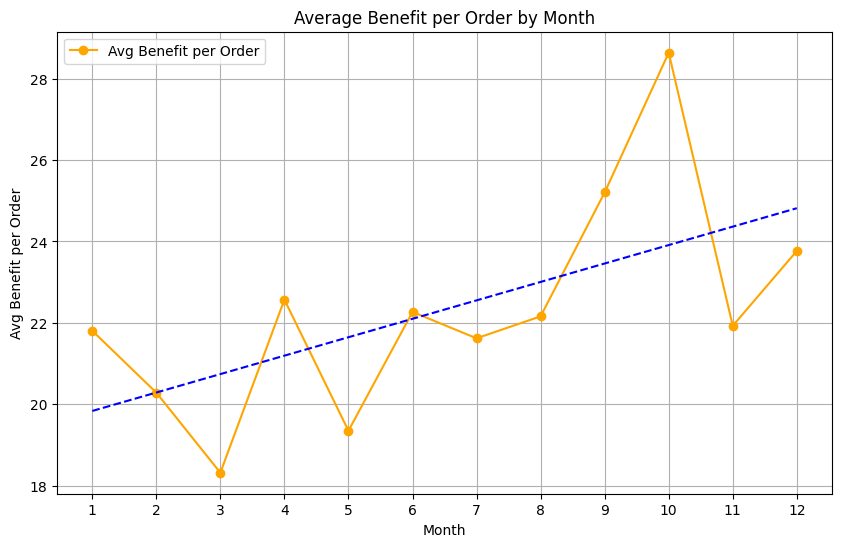 Average Benefit per Order by Month
Avg Benefit per Order
28
26
24
22
20
18
Avg Benefit per Order
1 2 3 4 5 6 7 8 9 10 11 12
Month